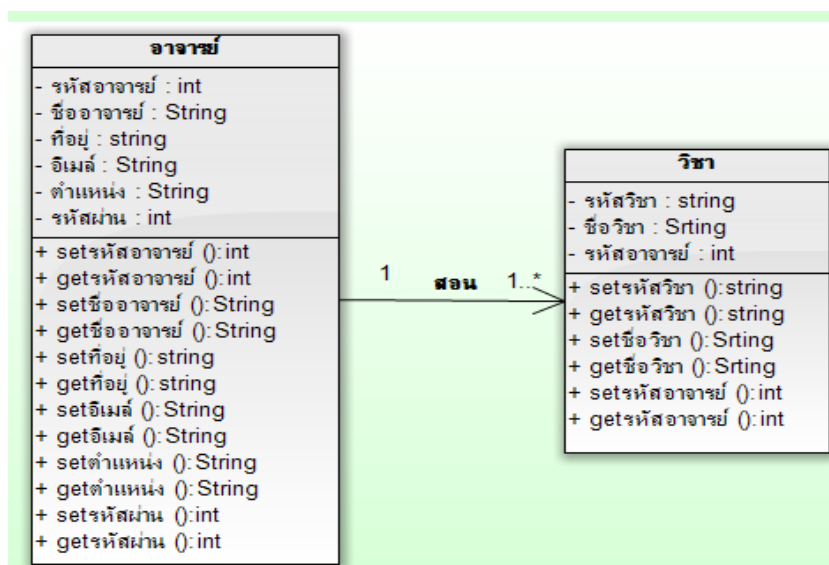 อาจารย์
- รหัสอาจารย์ : int
- ชื่ออาจารย์ : String
- ที่อยู่ : string
- อีเมล์ : String
- ตำแหน่ง : String
- รหัสผ่าน : int
+ setรหัสอาจารย์ ():int
+ getรหัสอาจารย์ ():int
+ setชื่ออาจารย์ ():String
+ getชื่ออาจารย์ ():String
+ setที่อยู่ ():string
+ getที่อยู่ ():string
+ setอีเมล์ ():String
+ getอีเมล์ ():String
+ setตำแหน่ง ():String
+ getตำแหน่ง ():String
+ setรหัสผ่าน ():int
+ getรหัสผ่าน ():int
1 สอน 1..*
วิชา
- รหัสวิชา : string
- ชื่อวิชา : Srting
- รหัสอาจารย์ : int
+ setรหัสวิชา ():string
+ getรหัสวิชา ():string
+ setชื่อวิชา ():Srting
+ getชื่อวิชา ():Srting
+ setรหัสอาจารย์ ():int
+ getรหัสอาจารย์ ():int